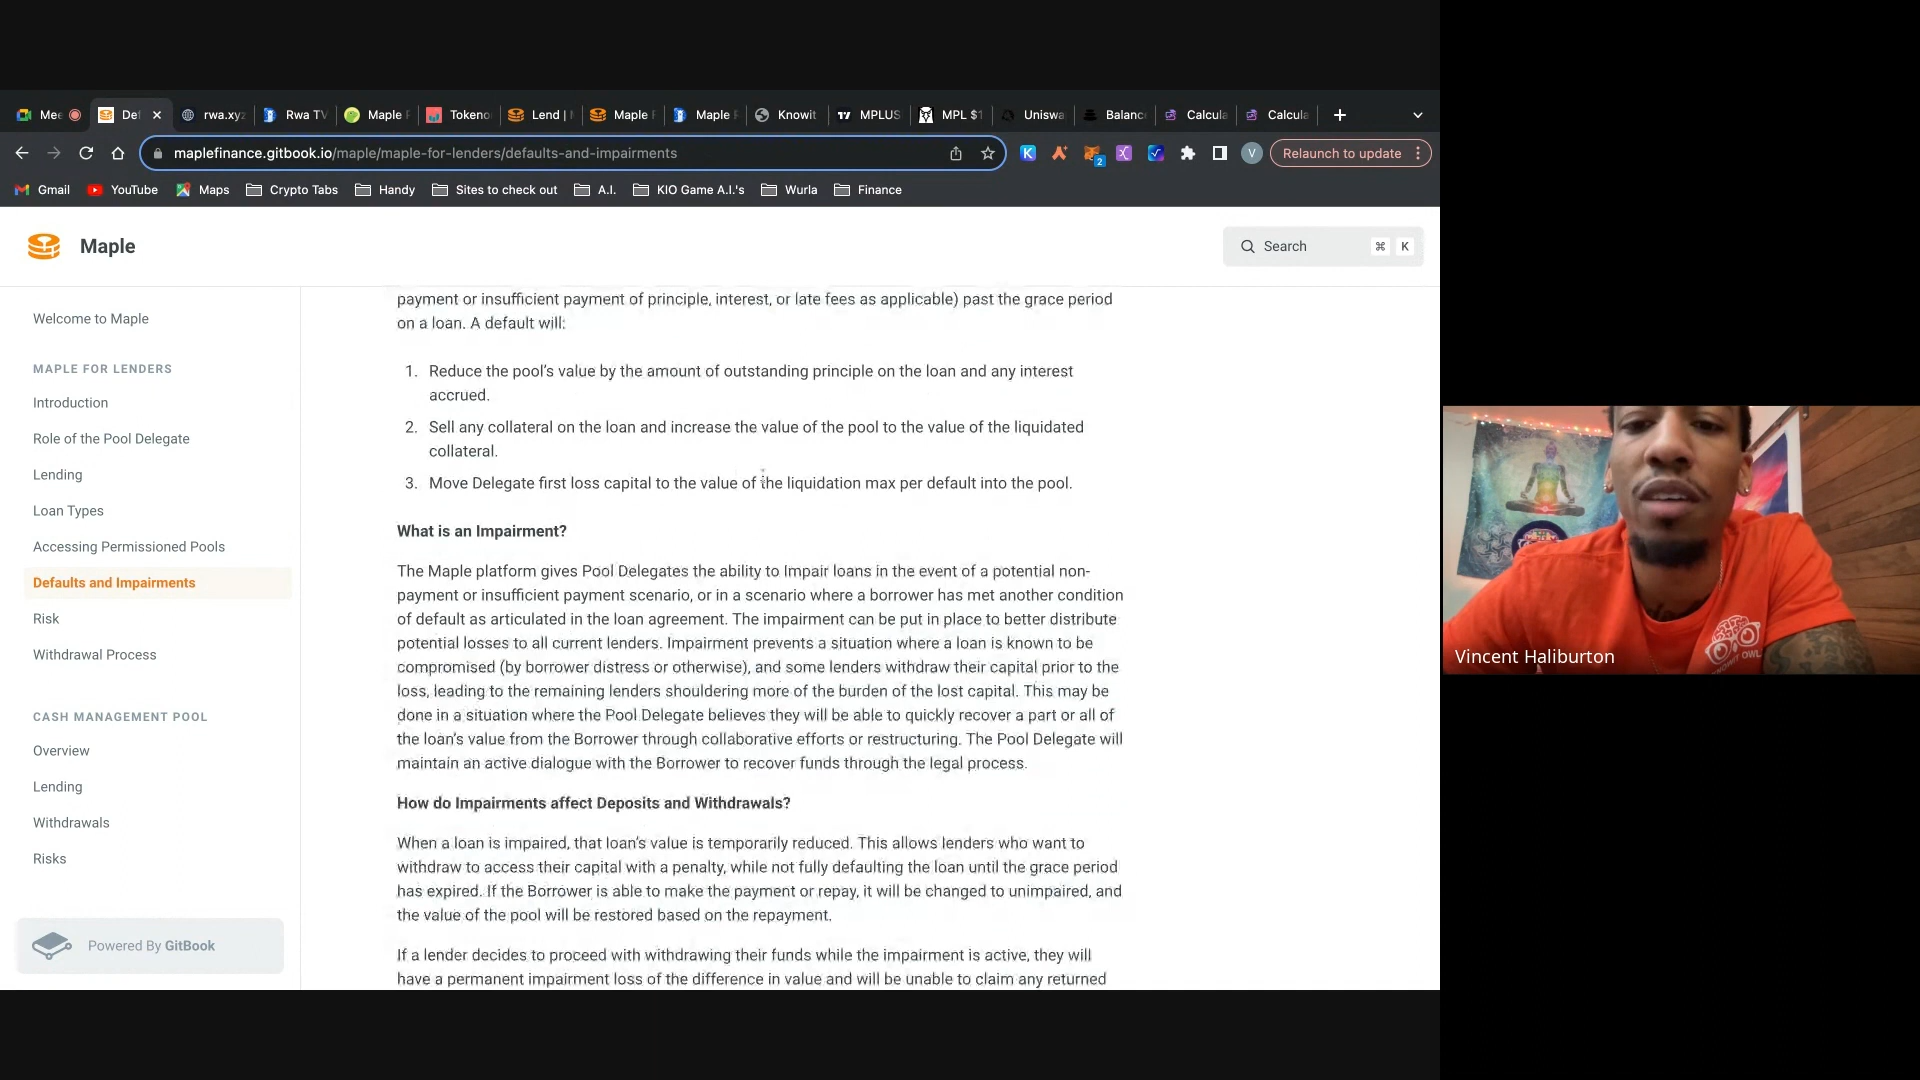 Mee
De
rwa.xyz
Rwa TV
Maple
Tokeno
Lend |
Maple
Maple
Knowit
MPLUS
MPL $1
Uniswa
Balanc
Calcula
Calcula
maplefinance.gitbook.io/maple/maple-for-lenders/defaults-and-impairments
K
2
V
Relaunch to update
Gmail
YouTube
Maps
Crypto Tabs
Handy
Sites to check out
A.I.
KIO Game A.I.'s
Wurla
Finance
Maple
Search
⌘ K
Welcome to Maple
MAPLE FOR LENDERS
Introduction
Role of the Pool Delegate
Lending
Loan Types
Accessing Permissioned Pools
Defaults and Impairments
Risk
Withdrawal Process
CASH MANAGEMENT POOL
Overview
Lending
Withdrawals
Risks
Powered By GitBook
payment or insufficient payment of principle, interest, or late fees as applicable) past the grace period
on a loan. A default will:
1. Reduce the pool's value by the amount of outstanding principle on the loan and any interest
accrued.
2. Sell any collateral on the loan and increase the value of the pool to the value of the liquidated
collateral.
3. Move Delegate first loss capital to the value of the liquidation max per default into the pool.
What is an Impairment?
The Maple platform gives Pool Delegates the ability to Impair loans in the event of a potential non-
payment or insufficient payment scenario, or in a scenario where a borrower has met another condition
of default as articulated in the loan agreement. The impairment can be put in place to better distribute
potential losses to all current lenders. Impairment prevents a situation where a loan is known to be
compromised (by borrower distress or otherwise), and some lenders withdraw their capital prior to the
loss, leading to the remaining lenders shouldering more of the burden of the lost capital. This may be
done in a situation where the Pool Delegate believes they will be able to quickly recover a part or all of
the loan's value from the Borrower through collaborative efforts or restructuring. The Pool Delegate will
maintain an active dialogue with the Borrower to recover funds through the legal process.
How do Impairments affect Deposits and Withdrawals?
When a loan is impaired, that loan's value is temporarily reduced. This allows lenders who want to
withdraw to access their capital with a penalty, while not fully defaulting the loan until the grace period
has expired. If the Borrower is able to make the payment or repay, it will be changed to unimpaired, and
the value of the pool will be restored based on the repayment.
If a lender decides to proceed with withdrawing their funds while the impairment is active, they will
have a permanent impairment loss of the difference in value and will be unable to claim any returned
Vincent Haliburton